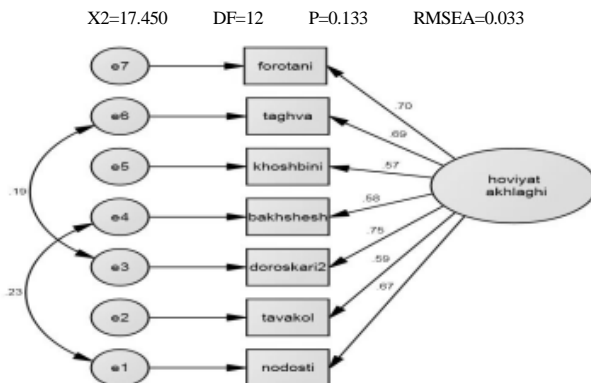 X2=17.450 DF=12 P=0.133 RMSEA=0.033
e7 forotani
.70
e6 taghva
.69
e5 khoshbini
.57
hoviyat
akhlaghi
.19
e4 bakhshesh
.58
.75
e3 doroskari2
.59
.23
.67
e2 tavakol
e1 nodosti